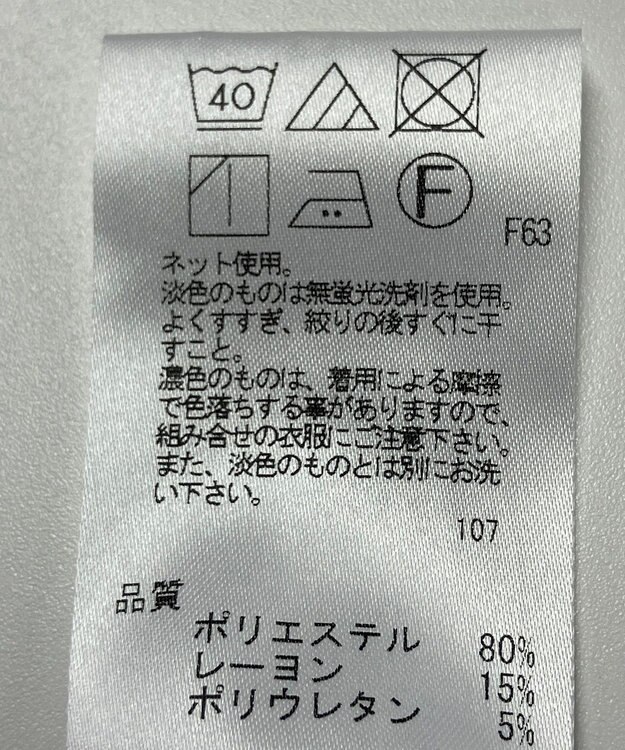 40
F
F63
ネット使用。
淡色のものは無蛍光洗剤を使用。
よくすすぎ、絞りの後すぐに干
すこと。
濃色のものは、着用による摩擦
で色落ちする事がありますので、
組み合せの衣服にご注意下さい。
また、淡色のものとは別にお洗
い下さい。
107
品質
ポリエステル 80%
レーヨン 15%
ポリウレタン 5%